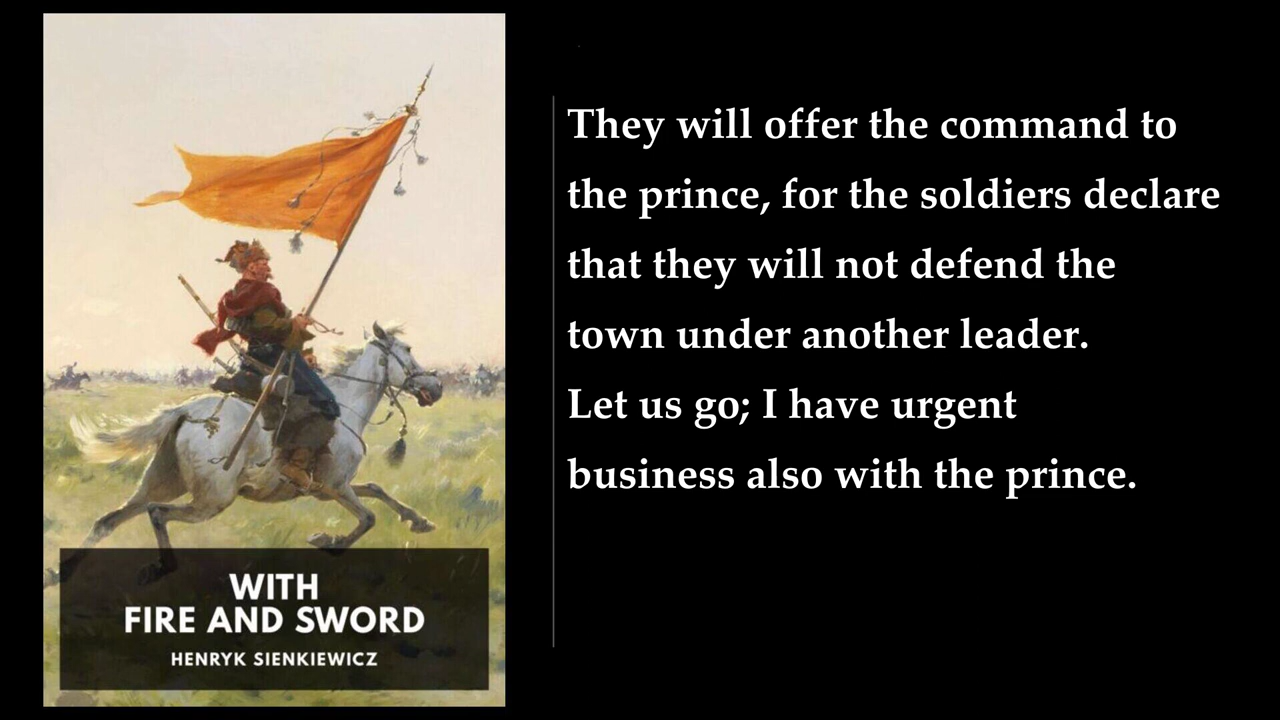 WITH
FIRE AND SWORD
HENRYK SIENKIEWICZ
They will offer the command to
the prince, for the soldiers declare
that they will not defend the
town under another leader.
Let us go; I have urgent
business also with the prince.